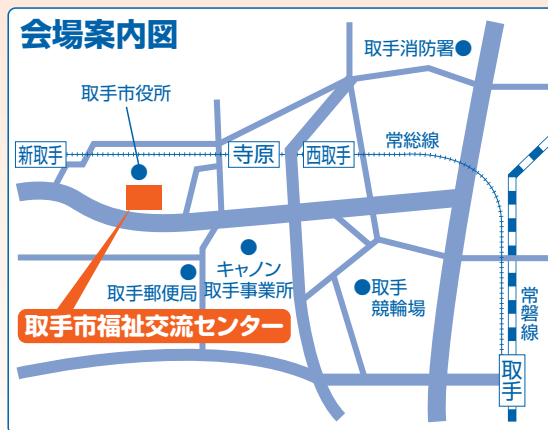 会場案内図
取手消防署
取手市役所
新取手
寺原
西取手
常総線
キヤノン
取手事業所
取手郵便局
取手
競輪場
常磐線
取手市福祉交流センター
取手